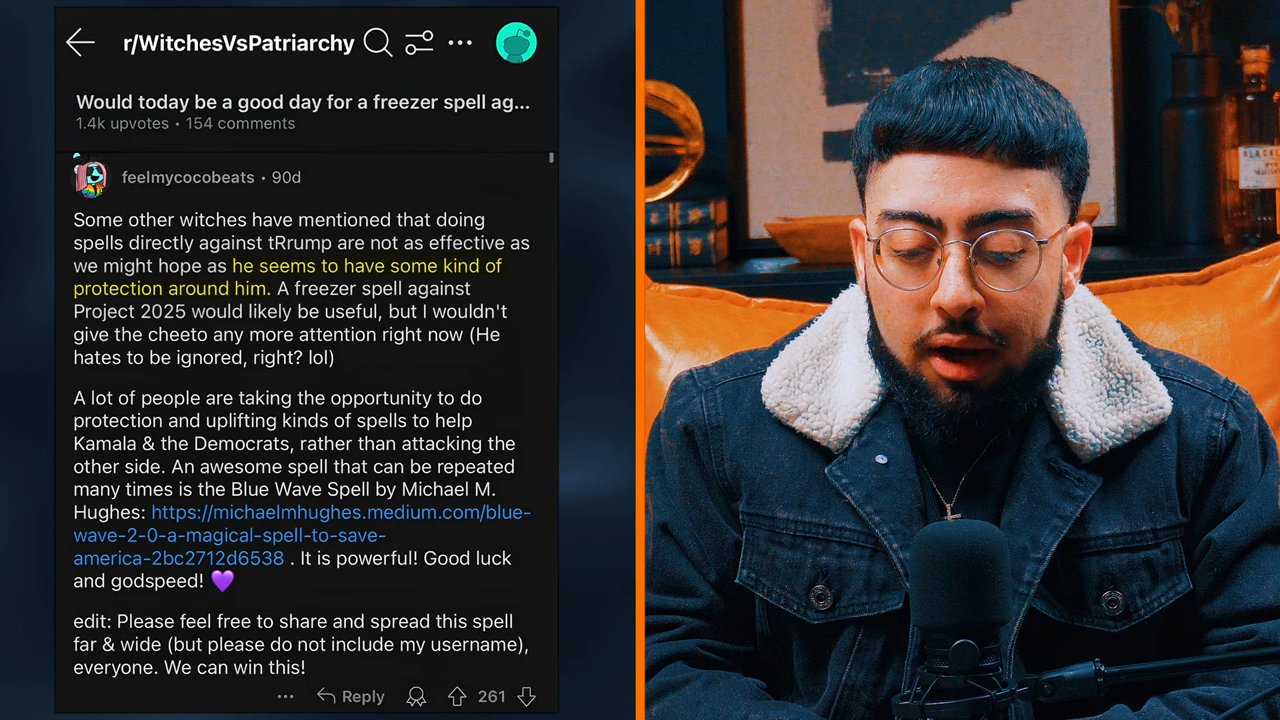 r/WitchesVsPatriarchy
Would today be a good day for a freezer spell ag...
1.4k upvotes • 154 comments
feelmycocobeats • 90d
Some other witches have mentioned that doing
spells directly against tRrump are not as effective as
we might hope as he seems to have some kind of
protection around him. A freezer spell against
Project 2025 would likely be useful, but I wouldn't
give the cheeto any more attention right now (He
hates to be ignored, right? lol)
A lot of people are taking the opportunity to do
protection and uplifting kinds of spells to help
Kamala & the Democrats, rather than attacking the
other side. An awesome spell that can be repeated
many times is the Blue Wave Spell by Michael M.
Hughes: https://michaelmhughes.medium.com/blue-
wave-2-0-a-magical-spell-to-save-
america-2bc2712d6538 . It is powerful! Good luck
and godspeed! 💜
edit: Please feel free to share and spread this spell
far & wide (but please do not include my username),
everyone. We can win this!
Reply
261